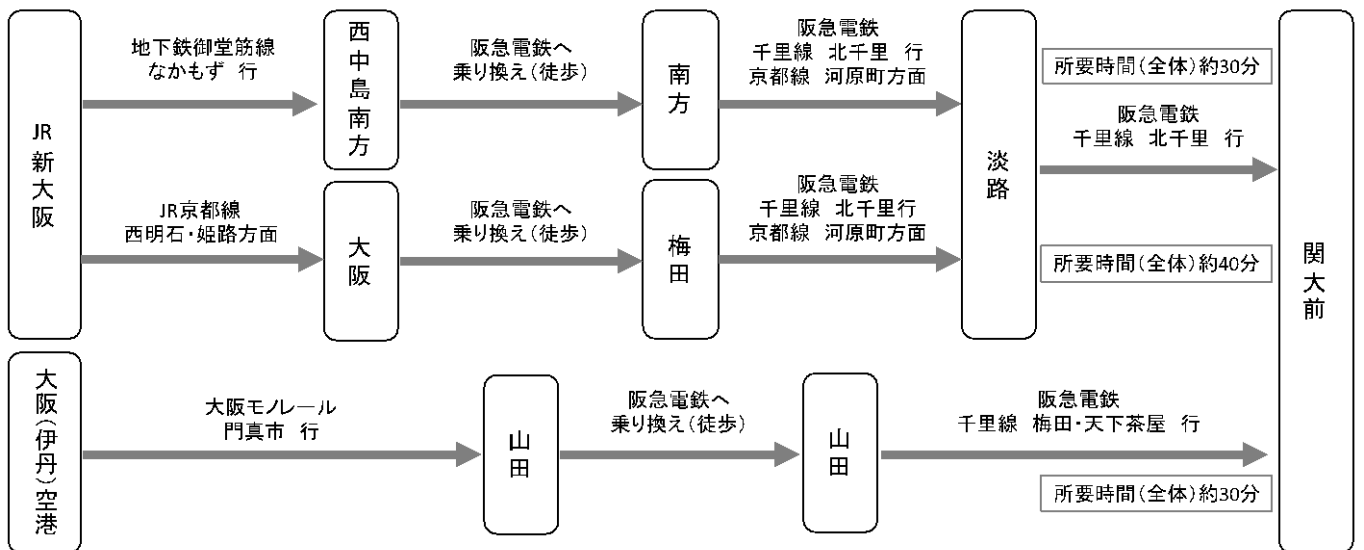 JR新大阪
地下鉄御堂筋線
なかもず 行
西中島南方
阪急電鉄へ
乗り換え(徒歩)
南方
阪急電鉄
千里線 北千里 行
京都線 河原町方面
淡路
所要時間(全体)約30分
阪急電鉄
千里線 北千里 行
関大前
JR京都線
西明石・姫路方面
大阪
阪急電鉄へ
乗り換え(徒歩)
梅田
阪急電鉄
千里線 北千里行
京都線 河原町方面
所要時間(全体)約40分
大阪(伊丹)空港
大阪モノレール
門真市 行
山田
阪急電鉄へ
乗り換え(徒歩)
山田
阪急電鉄
千里線 梅田・天下茶屋 行
所要時間(全体)約30分